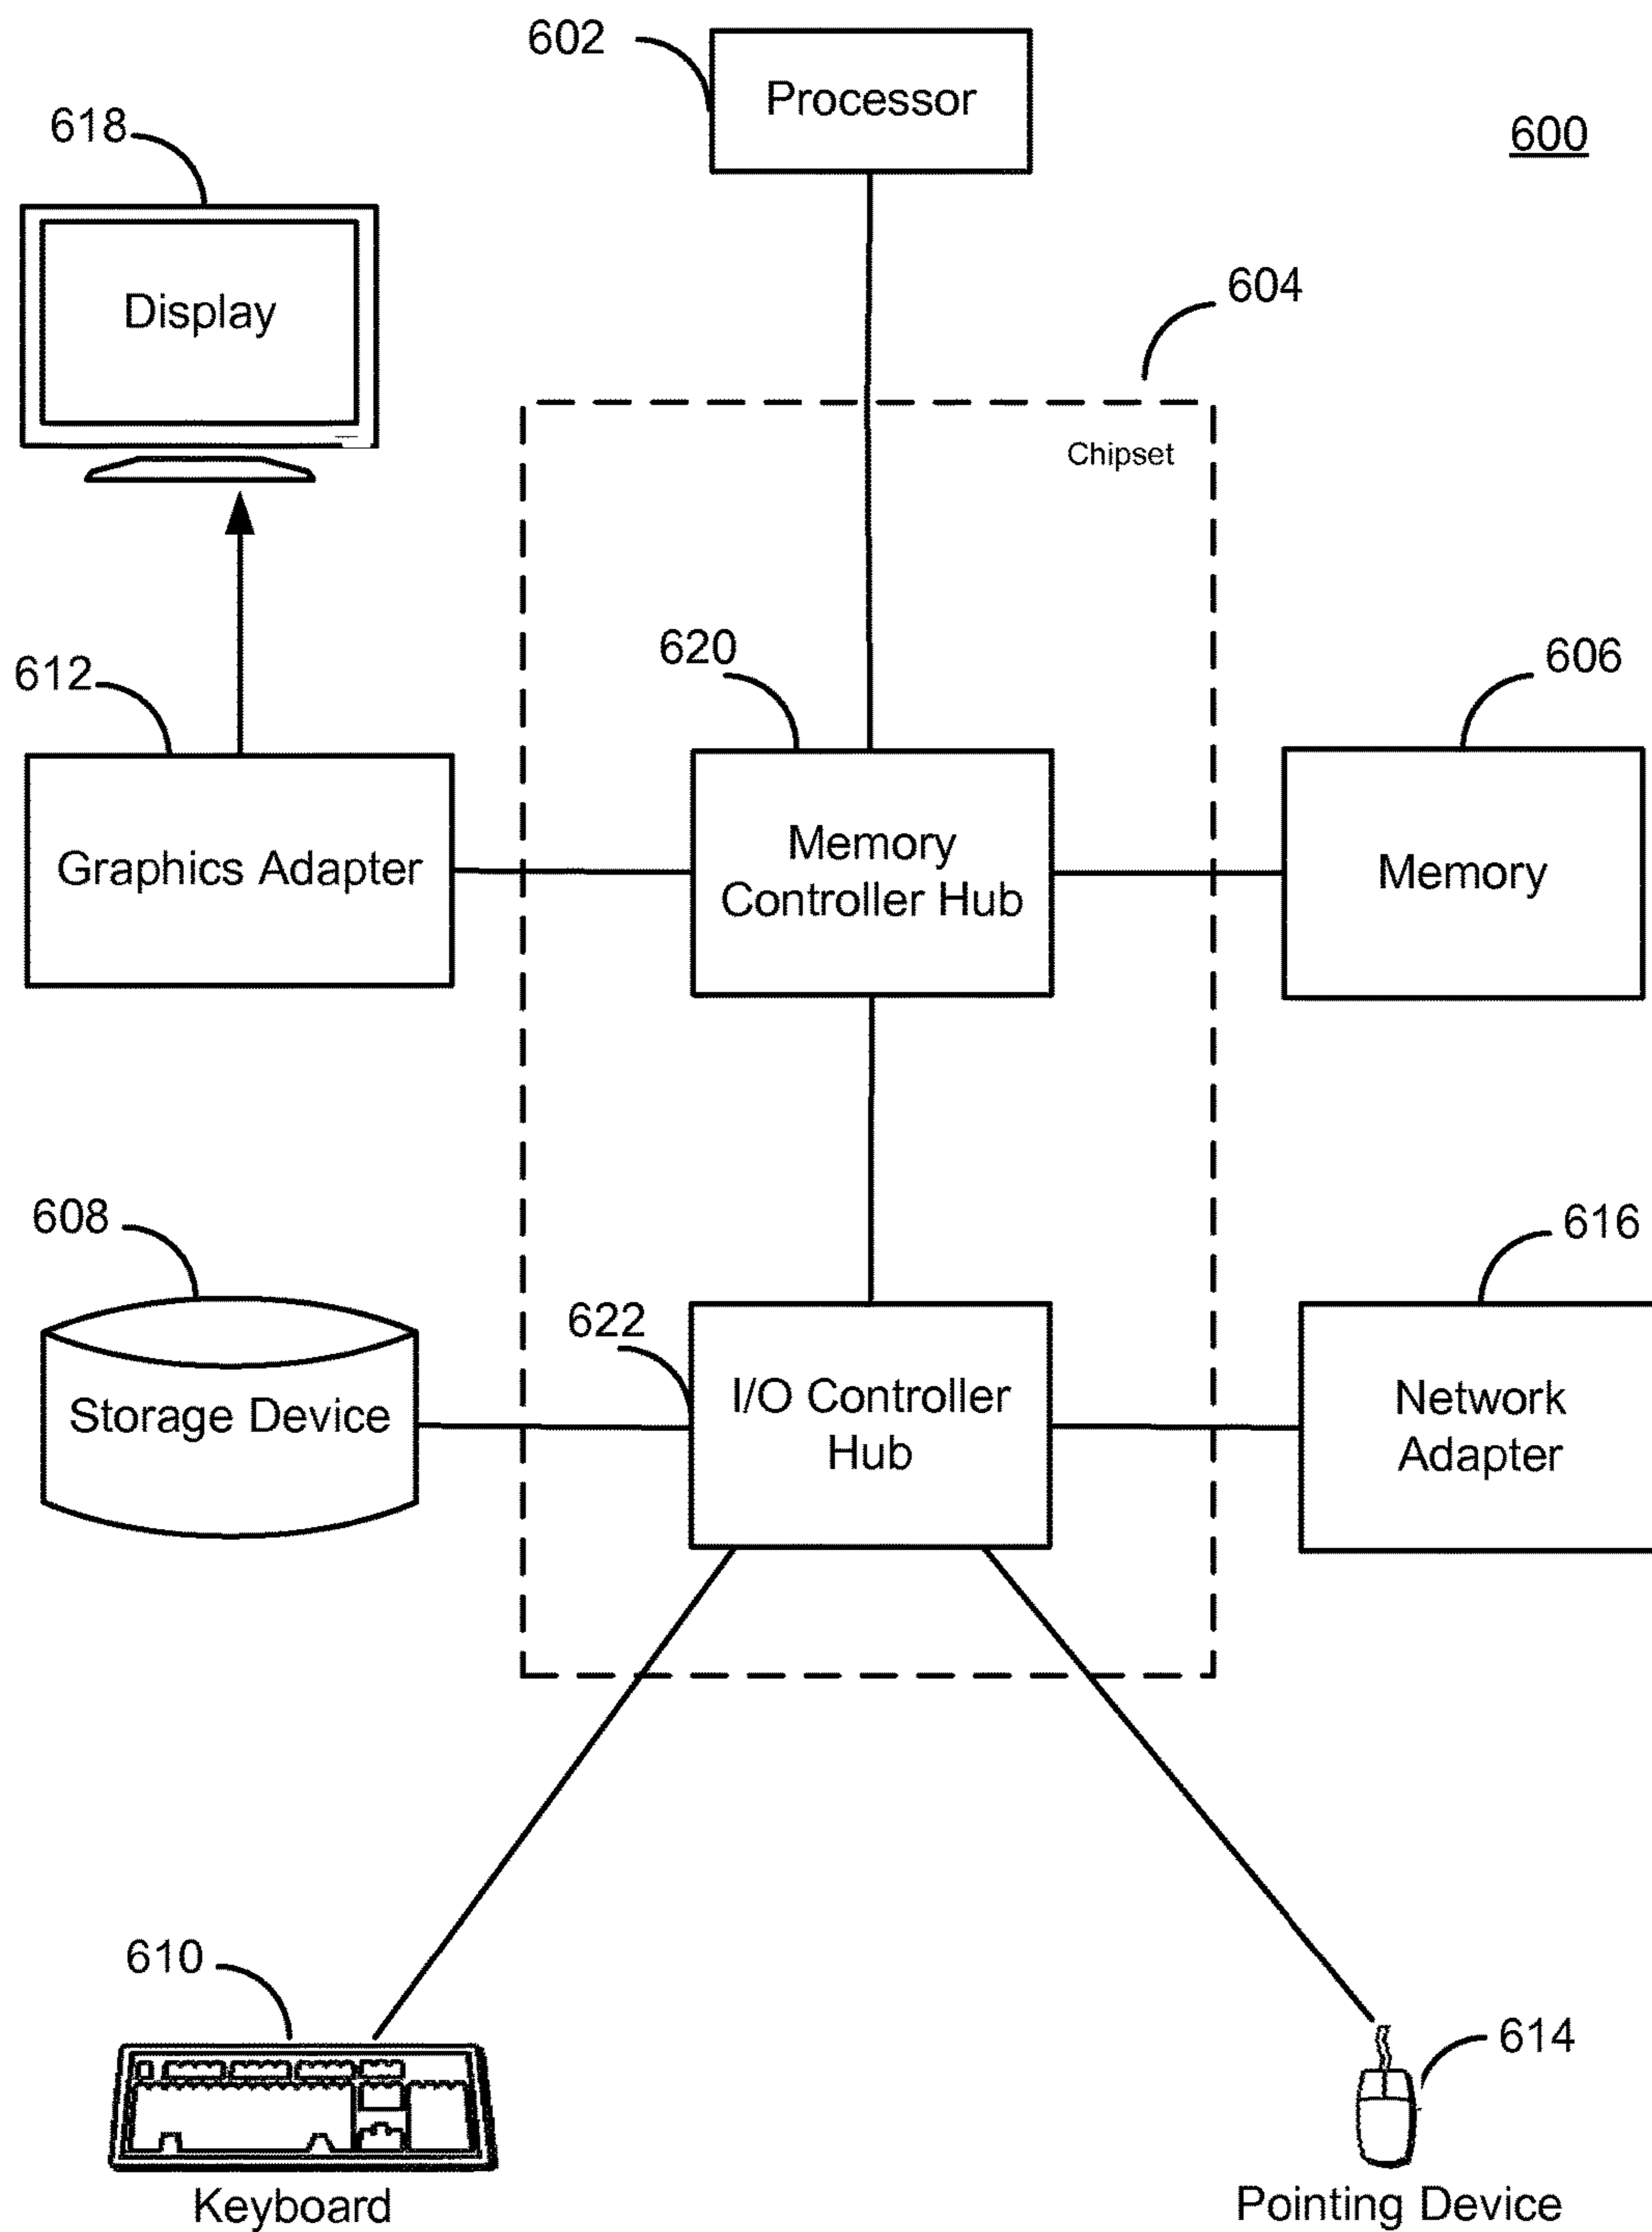 602
Processor
600
618
Display
604
Chipset
620
606
612
Memory
Controller Hub
Graphics Adapter
Memory
608
616
622
I/O Controller
Hub
Storage Device
Network
Adapter
610
614
Keyboard
Pointing Device